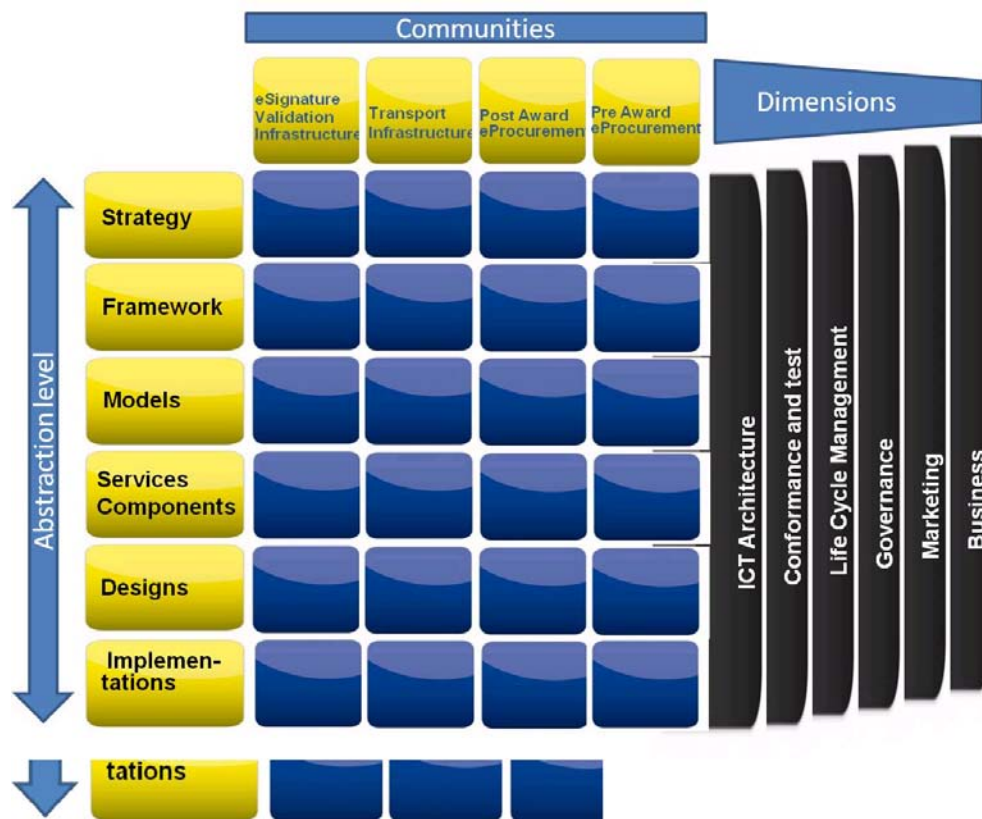 Communities
eSignature
Validation
Infrastructure
Transport
Infrastructure
Post Award
eProcurement
Pre Award
eProcurement
Dimensions
Abstraction level
Strategy
Framework
Models
Services
Components
Designs
Implemen-
tations
ICT Architecture
Conformance and test
Life Cycle Management
Governance
Marketing
Business
tations